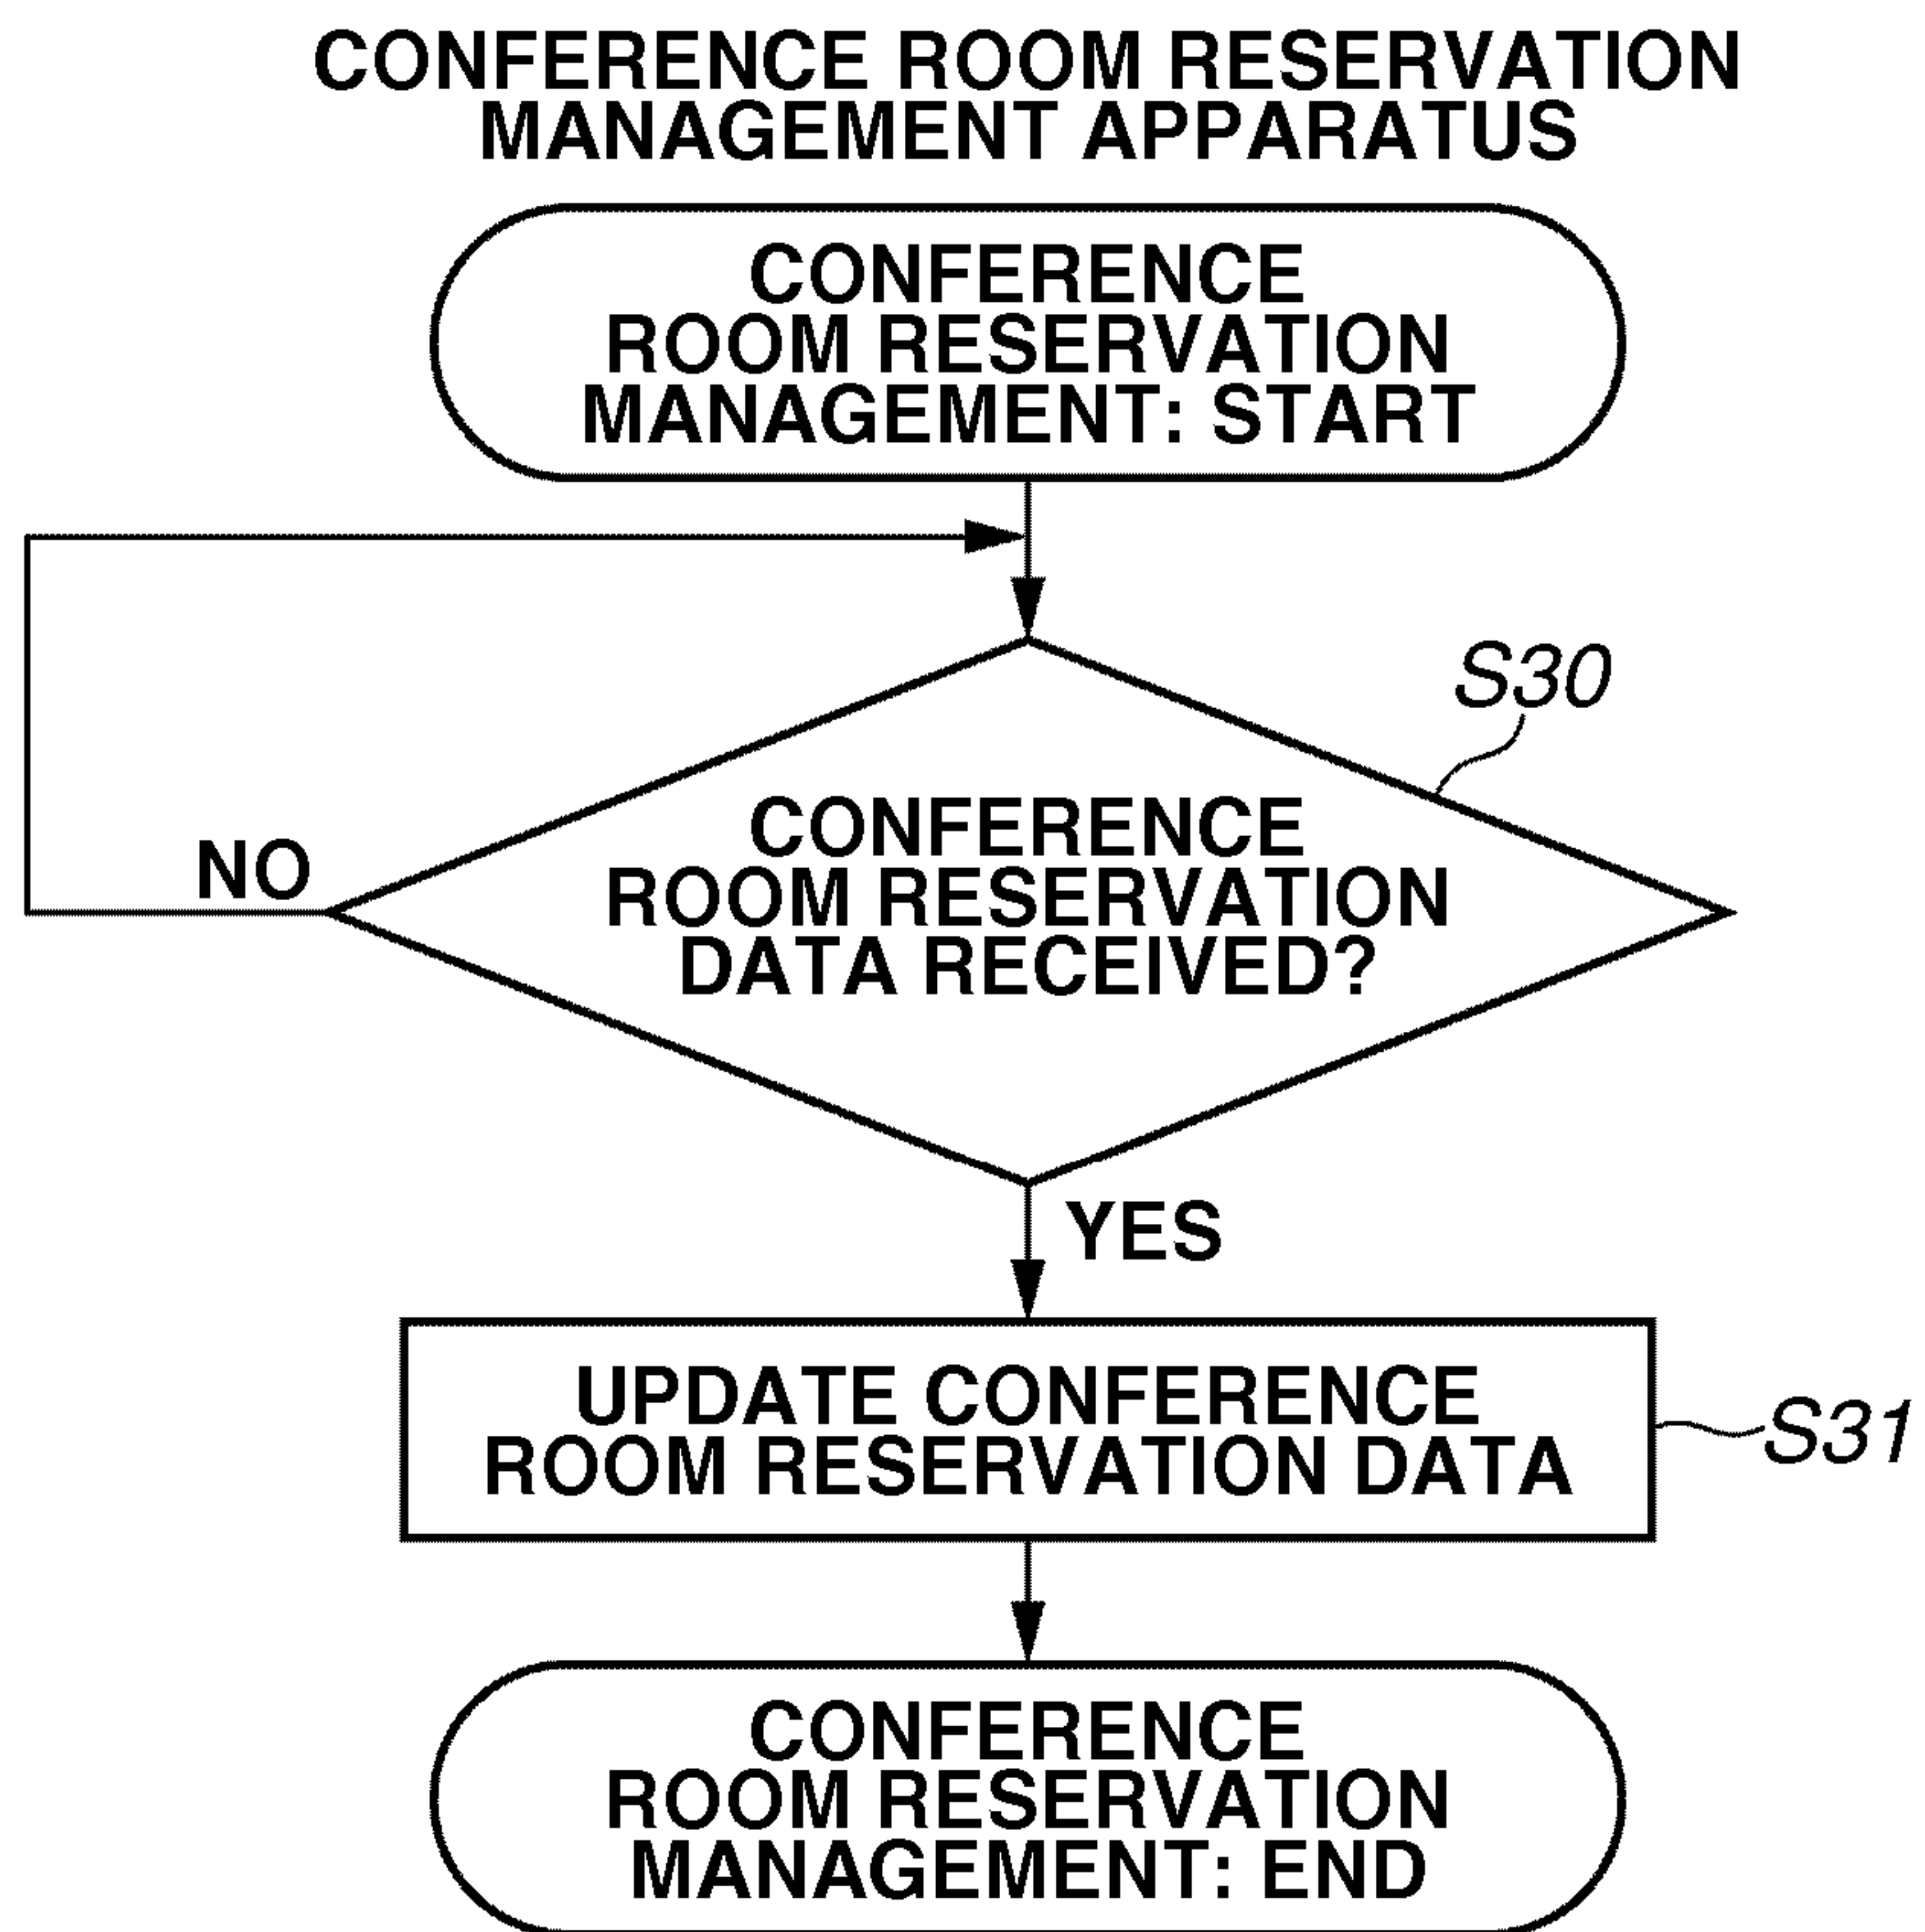 CONFERENCE ROOM RESERVATION
MANAGEMENT APPARATUS
CONFERENCE
ROOM RESERVATION
MANAGEMENT: START
S30
CONFERENCE
ROOM RESERVATION
DATA RECEIVED?
NO
YES
UPDATE CONFERENCE
ROOM RESERVATION DATA
S31
CONFERENCE
ROOM RESERVATION
MANAGEMENT: END